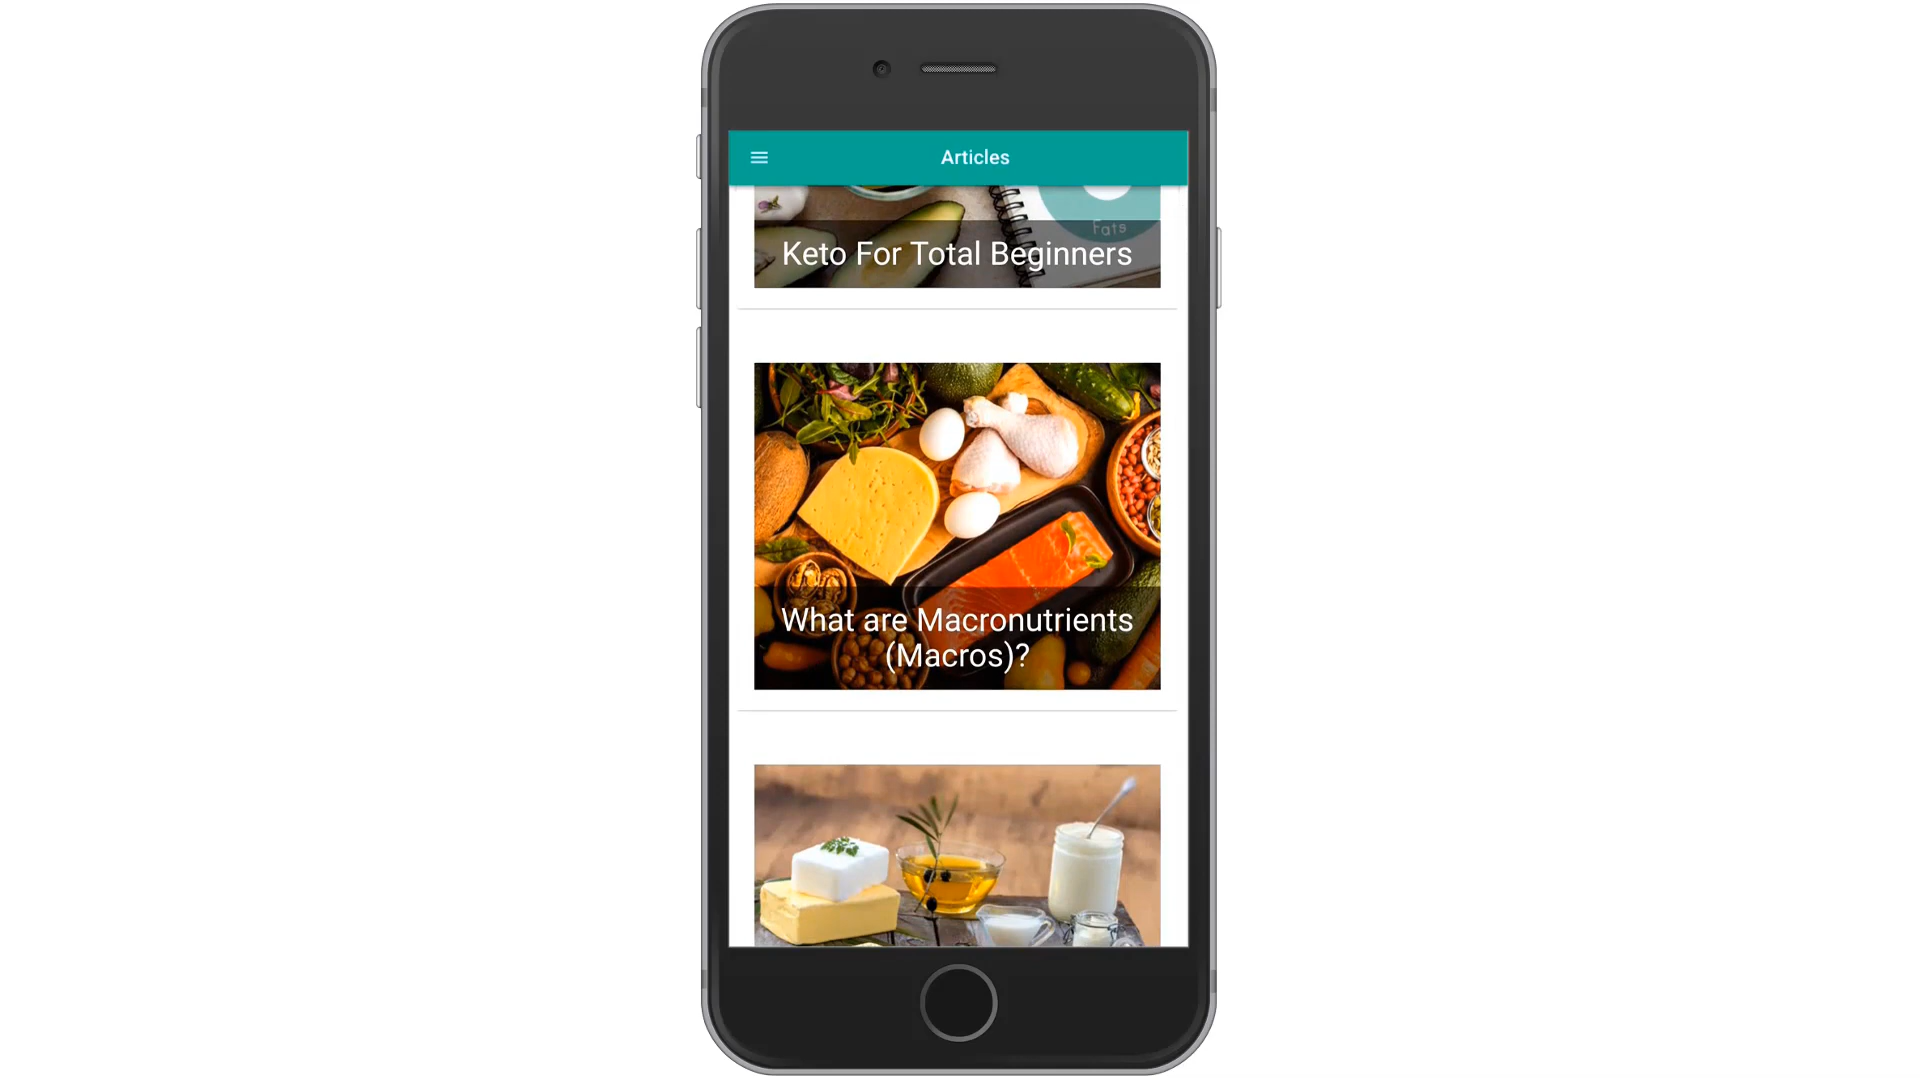 Articles
Fats
Keto For Total Beginners
What are Macronutrients
(Macros)?